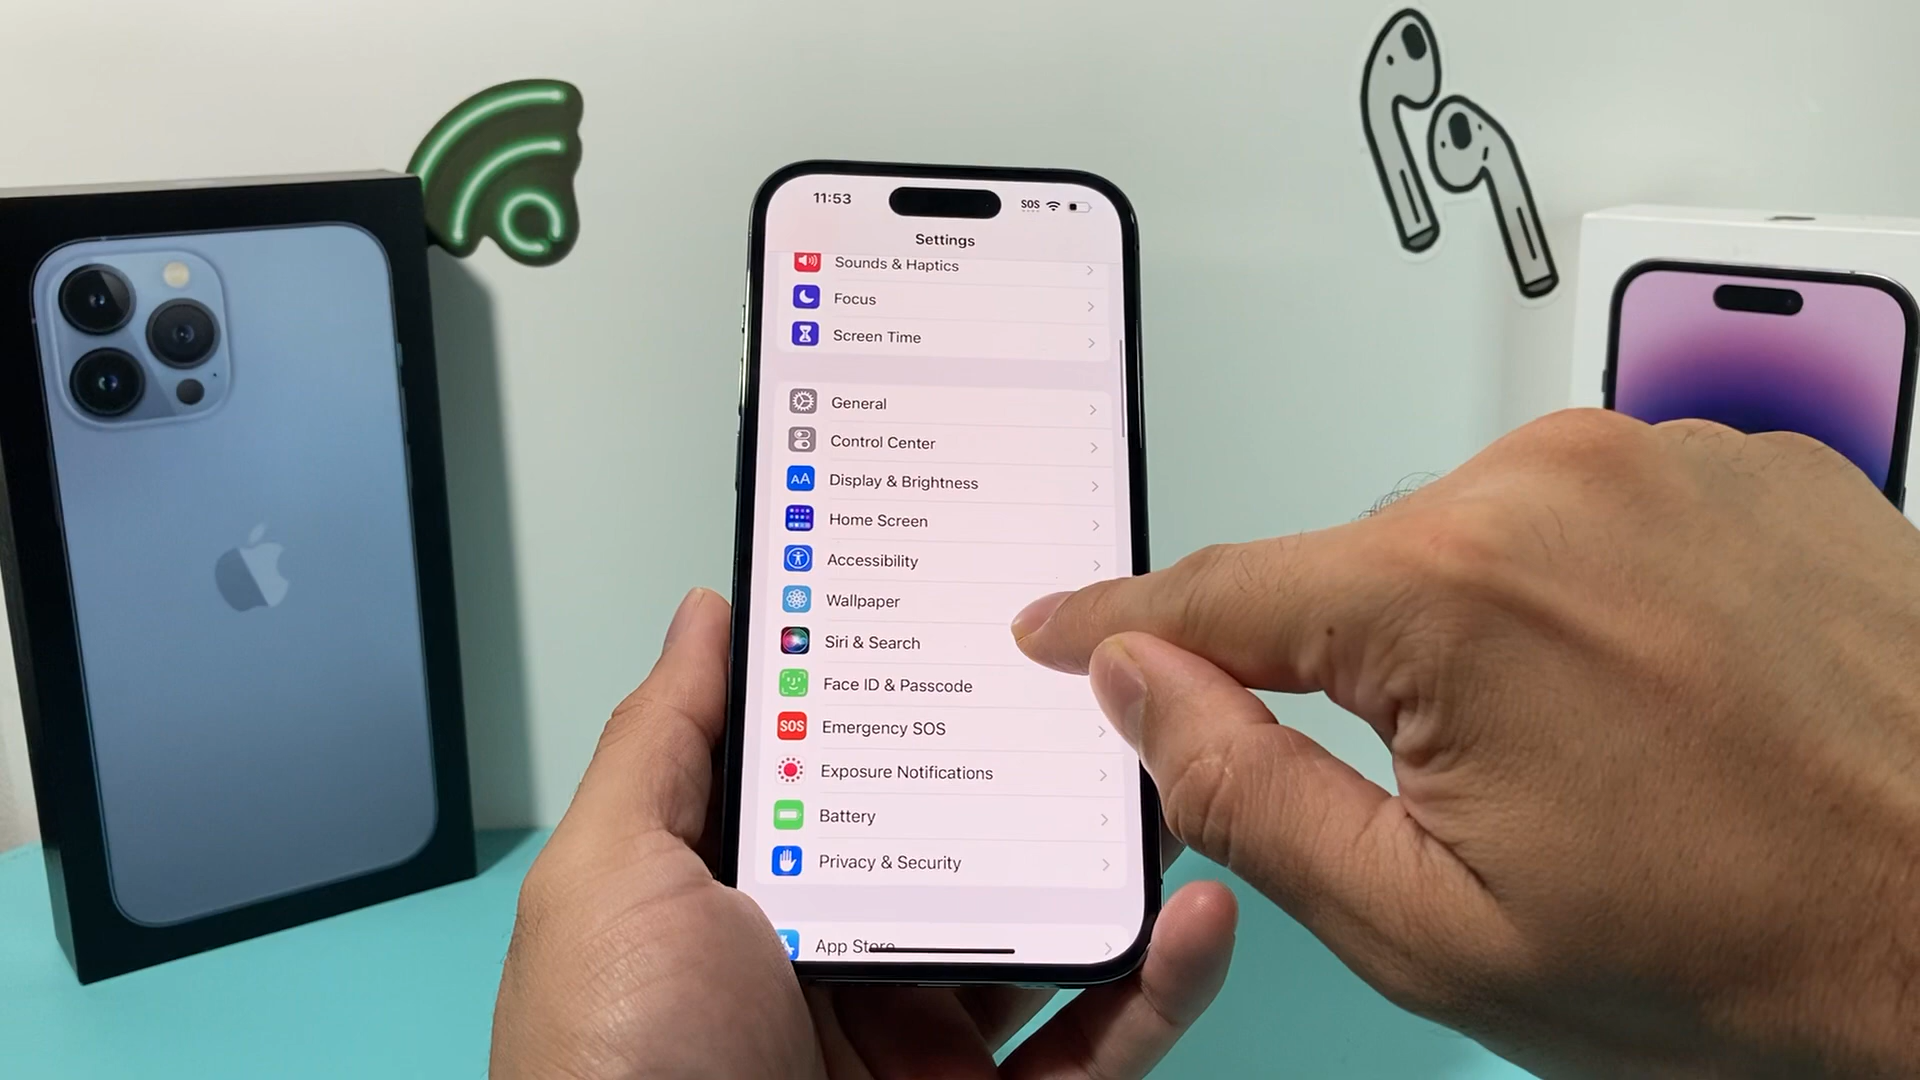 11:53
SOS
Settings
Sounds & Haptics
Focus
Screen Time
General
Control Center
AA
Display & Brightness
Home Screen
Accessibility
Wallpaper
Siri & Search
Face ID & Passcode
SOS
Emergency SOS
Exposure Notifications
Battery
Privacy & Security
App Store